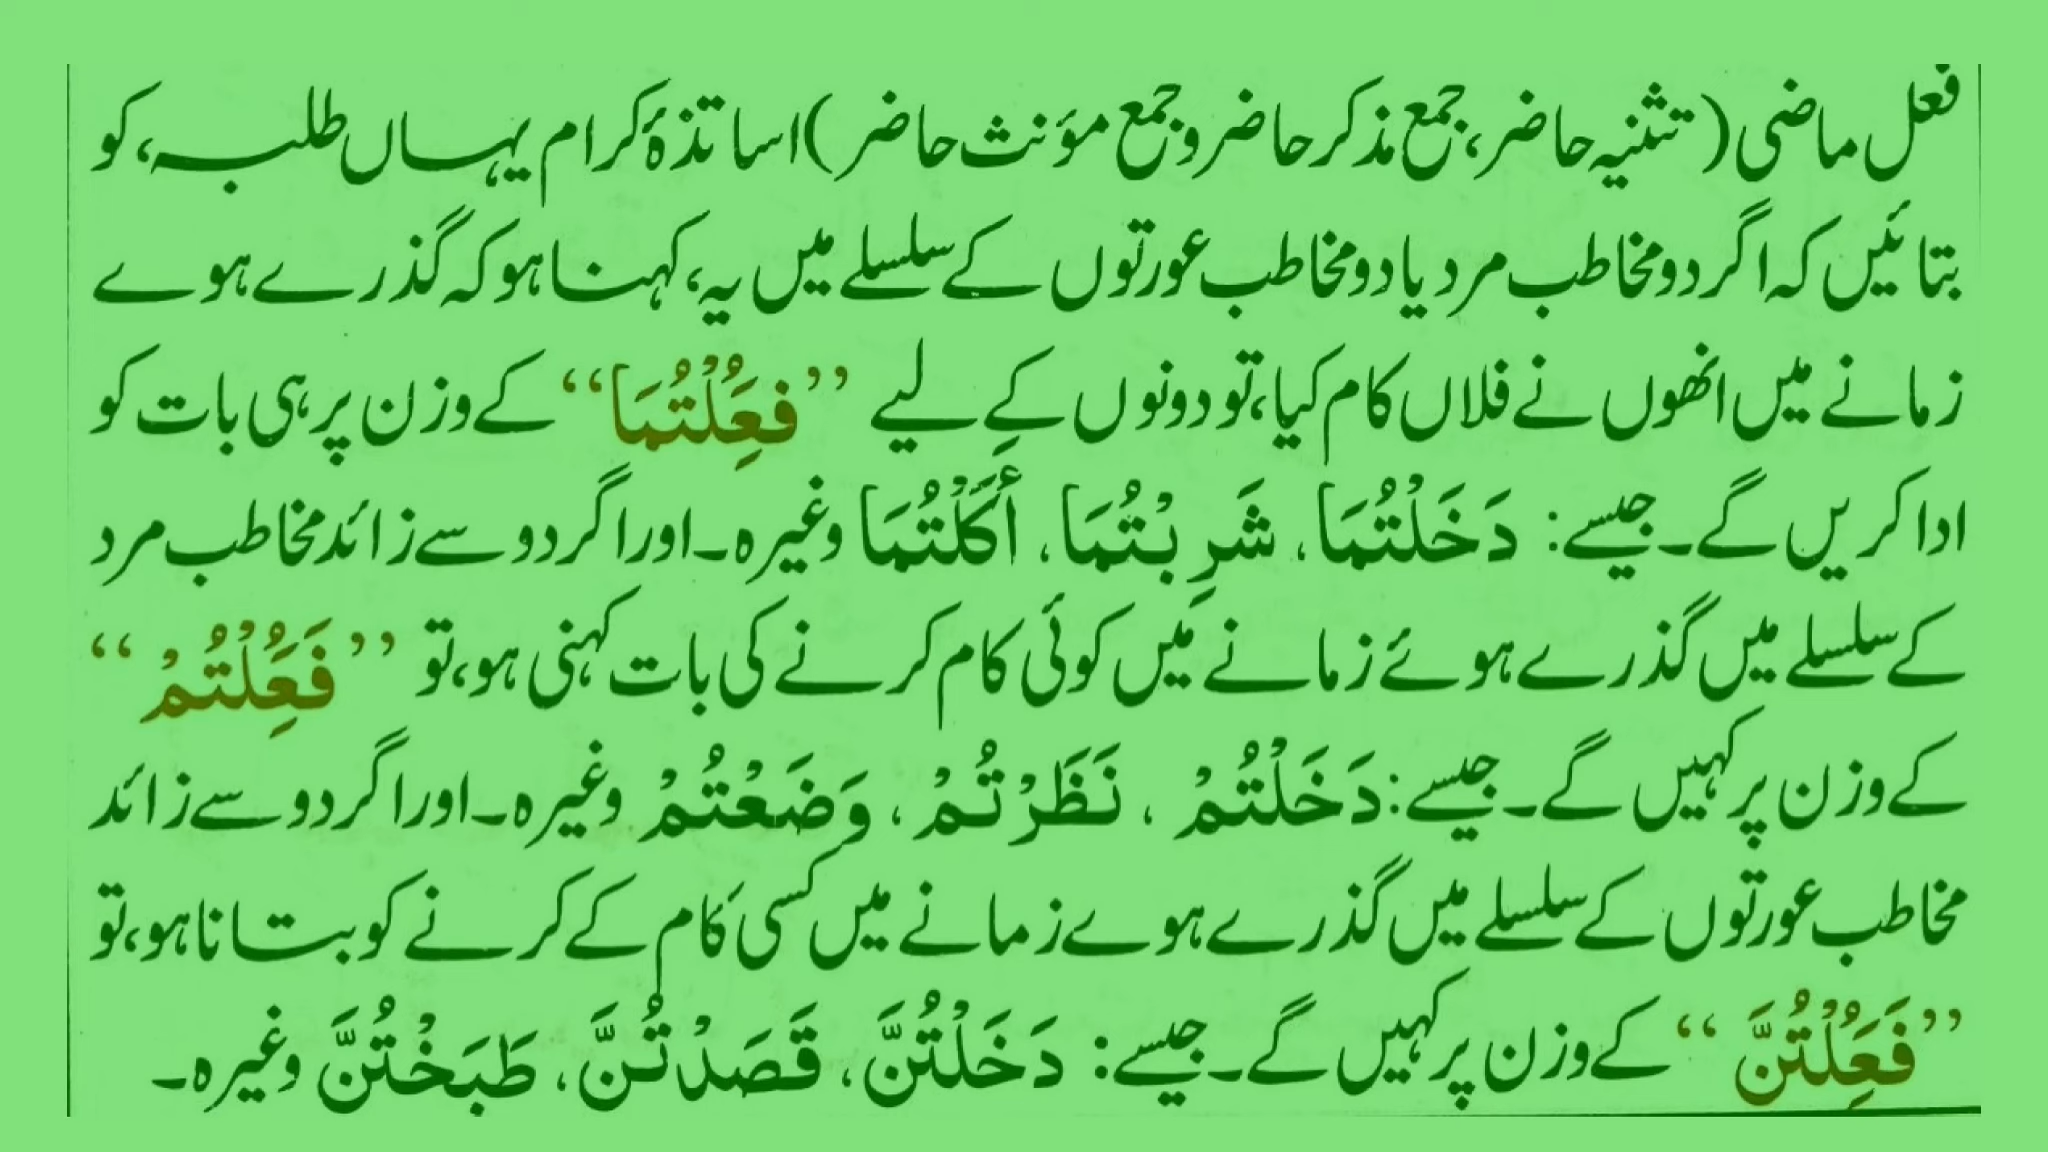 فعل ماضی (تثنیہ حاضر، جمع مذکر حاضر و جمع مؤنث حاضر) اساتذۂ کرام یہاں طلبہ، کو
بتائیں کہ اگر دو مخاطب مرد یا دو مخاطب عورتوں کے سلسلے میں یہ، کہنا ہو کہ گذرے ہوے
زمانے میں انھوں نے فلاں کام کیا، تو دونوں کے لیے ’’فَعَِلُْتُمَا‘‘ کے وزن پر ہی بات کو
ادا کریں گے۔ جیسے: دَخَلْتُمَا، شَرِبْتُمَا، أَكَلْتُمَا وغیرہ۔ اور اگر دو سے زائد مخاطب مرد
کے سلسلے میں گذرے ہوئے زمانے میں کوئی کام کرنے کی بات کہنی ہو، تو ’’فَعَِلُْتُمْ‘‘
کے وزن پر کہیں گے۔ جیسے: دَخَلْتُمْ، نَظَرْتُمْ، وَضَعْتُمْ وغیرہ۔ اور اگر دو سے زائد
مخاطب عورتوں کے سلسلے میں گذرے ہوے زمانے میں کسی کام کے کرنے کو بتانا ہو، تو
’’فَعَِلُْتُنَّ‘‘ کے وزن پر کہیں گے۔ جیسے: دَخَلْتُنَّ، قَصَدْتُنَّ، طَبَخْتُنَّ وغیرہ۔